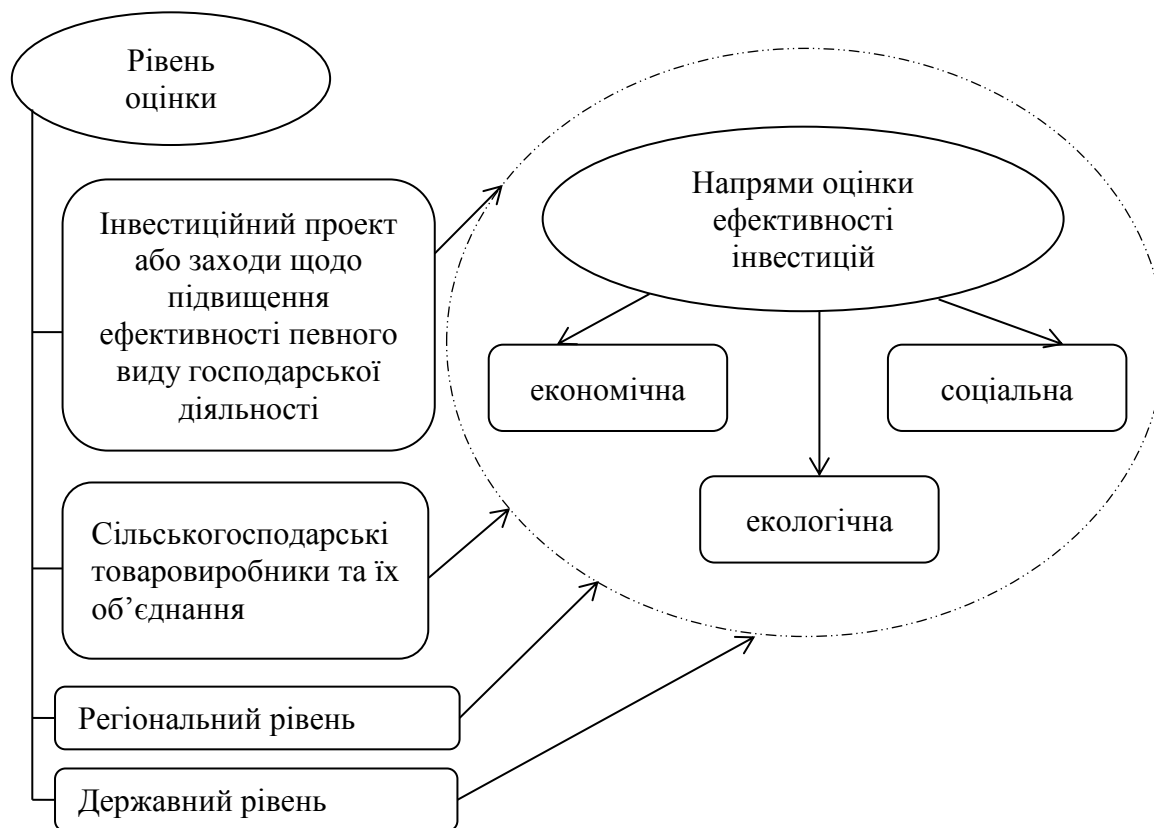 Рівень
оцінки
Інвестиційний проект
або заходи щодо
підвищення
ефективності певного
виду господарської
діяльності
Сільськогосподарські
товаровиробники та їх
об’єднання
Регіональний рівень
Державний рівень
Напрями оцінки
ефективності
інвестицій
економічна
соціальна
екологічна